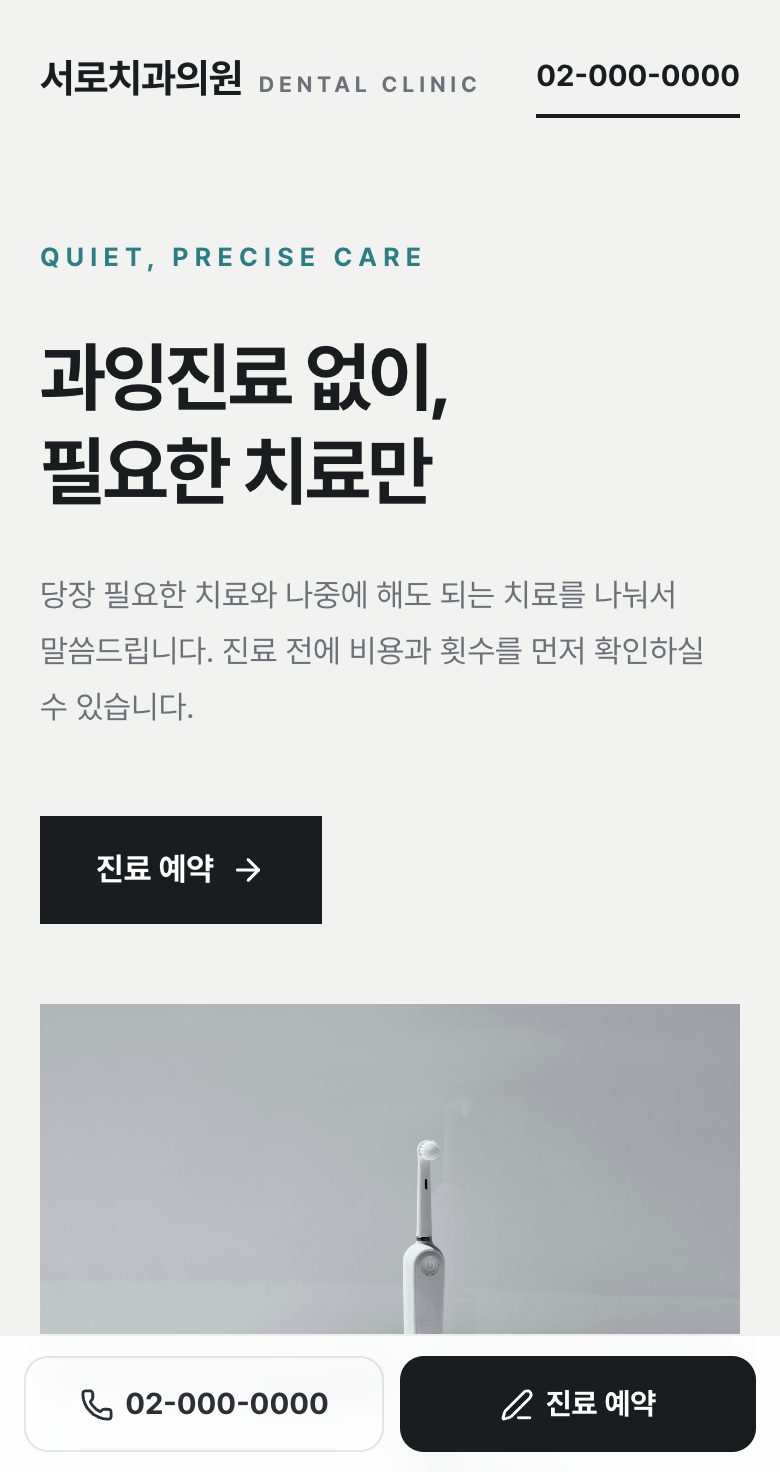 서로치과의원 DENTAL CLINIC 02-000-0000
QUIET, PRECISE CARE
과잉진료 없이,
필요한 치료만
당장 필요한 치료와 나중에 해도 되는 치료를 나눠서
말씀드립니다. 진료 전에 비용과 횟수를 먼저 확인하실
수 있습니다.
진료 예약 →
02-000-0000 진료 예약